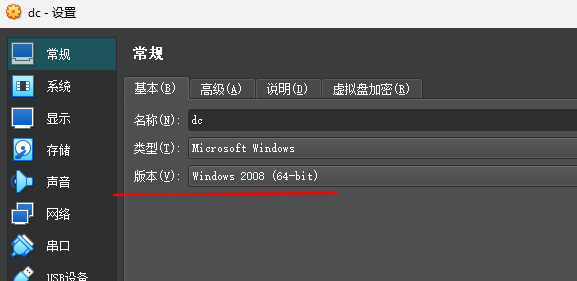 dc - 设置
常规
系统
显示
存储
声音
网络
串口
USB设备
常规
基本(B) 高级(A) 说明(D) 虚拟盘加密(R)
名称(N): dc
类型(T): Microsoft Windows
版本(V): Windows 2008 (64-bit)